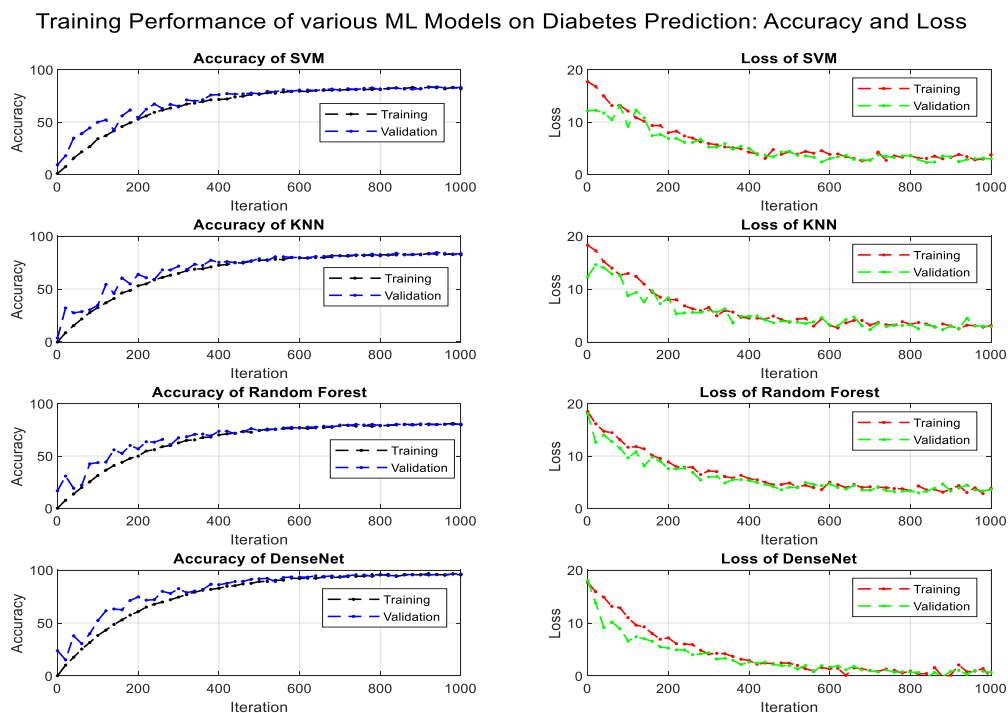 Training Performance of various ML Models on Diabetes Prediction: Accuracy and Loss
Accuracy of SVM
100
50
0
Accuracy
Training
Validation
0 200 400 600 800 1000
Iteration
Loss of SVM
20
10
0
Loss
Training
Validation
0 200 400 600 800 1000
Iteration
Accuracy of KNN
100
50
0
Accuracy
Training
Validation
0 200 400 600 800 1000
Iteration
Loss of KNN
20
10
0
Loss
Training
Validation
0 200 400 600 800 1000
Iteration
Accuracy of Random Forest
100
50
0
Accuracy
Training
Validation
0 200 400 600 800 1000
Iteration
Loss of Random Forest
20
10
0
Loss
Training
Validation
0 200 400 600 800 1000
Iteration
Accuracy of DenseNet
100
50
0
Accuracy
Training
Validation
0 200 400 600 800 1000
Iteration
Loss of DenseNet
20
10
0
Loss
Training
Validation
0 200 400 600 800 1000
Iteration